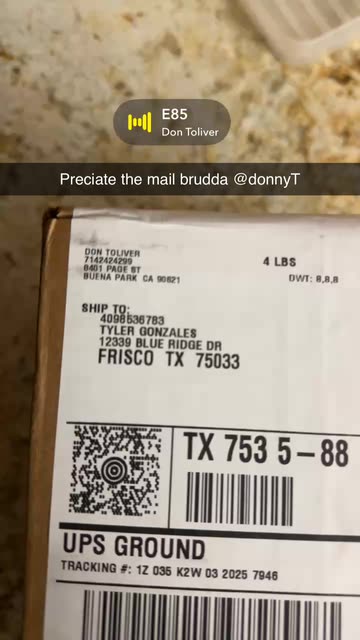 E85
Don Toliver
Preciate the mail brudda @donnyT
DON TOLIVER
7142424299
8401 PAGE ST
BUENA PARK CA 90621
4 LBS
DWT: 8,8,8
SHIP TO:
4098536783
TYLER GONZALES
12339 BLUE RIDGE DR
FRISCO TX 75033
TX 753 5-88
UPS GROUND
TRACKING #: 1Z 035 K2W 03 2025 7946